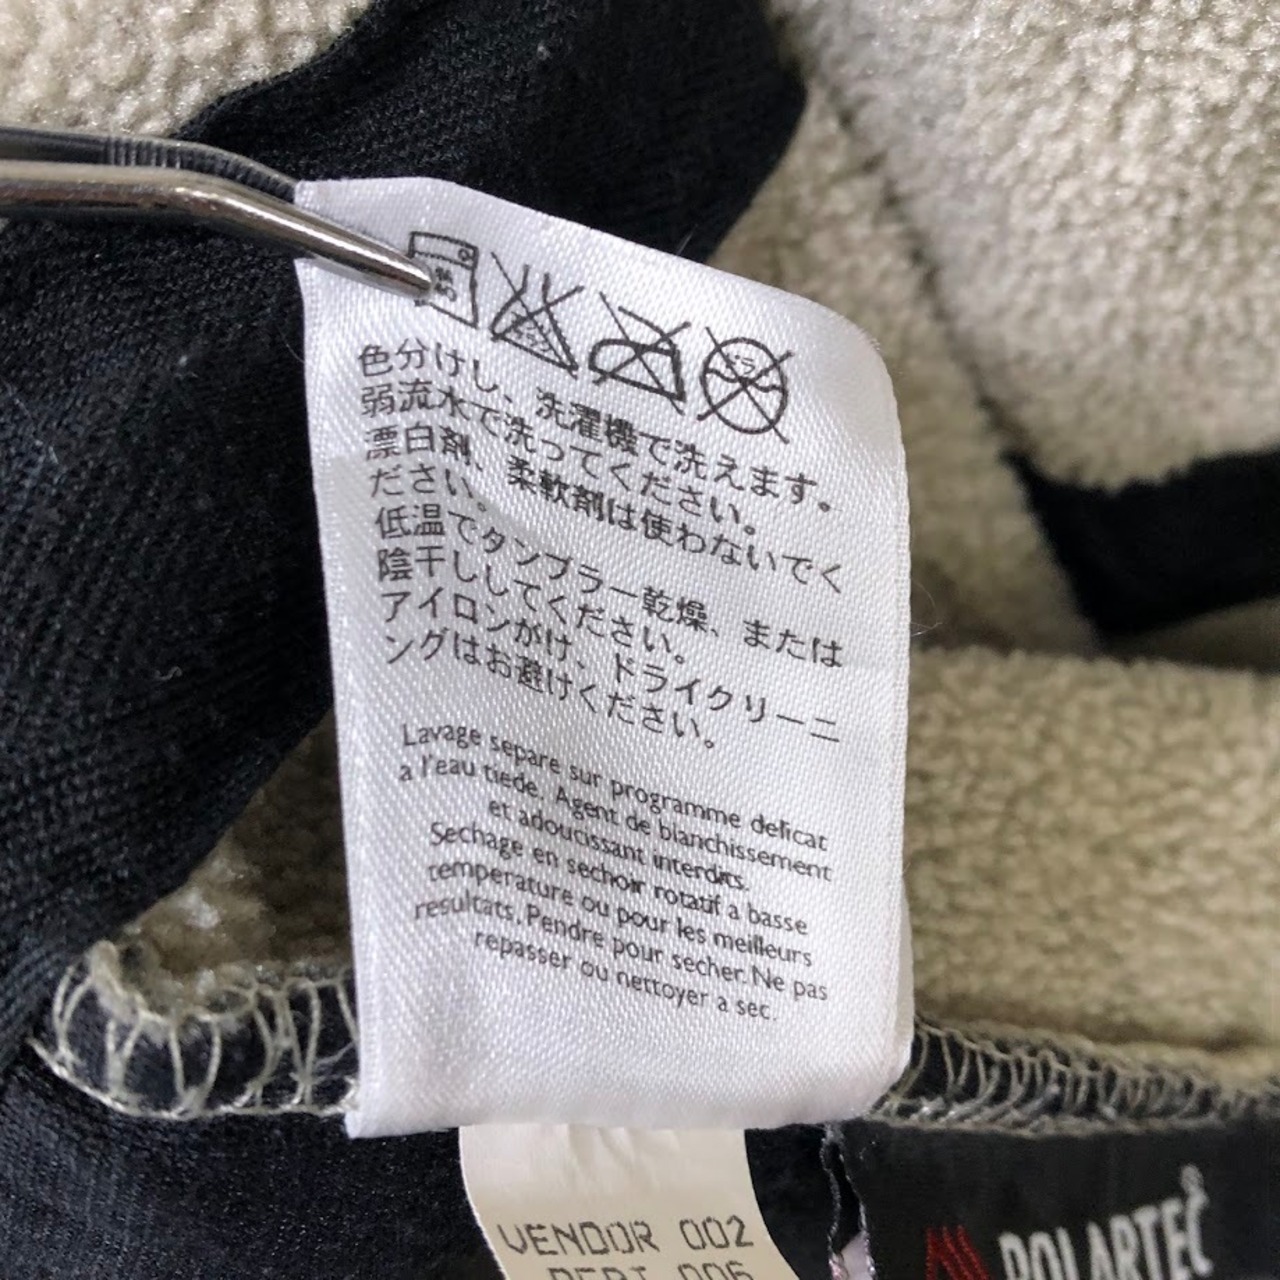 色分けし、洗濯機で洗えます。
弱流水で洗ってください。
漂白剤、柔軟剤は使わないでく
ださい。
低温でタンブラー乾燥、または
陰干ししてください。
アイロンがけ、ドライクリーニ
ングはお避けください。
Lavage separe sur programme delicat
a l'eau tiede. Agent de blanchissement
et adoucissant interdits.
Sechage en sechoir rotatif a basse
temperature ou pour les meilleurs
resultats. Pendre pour secher. Ne pas
repasser ou nettoyer a sec.
VENDOR 002
DEPT 006
POLARTEC®